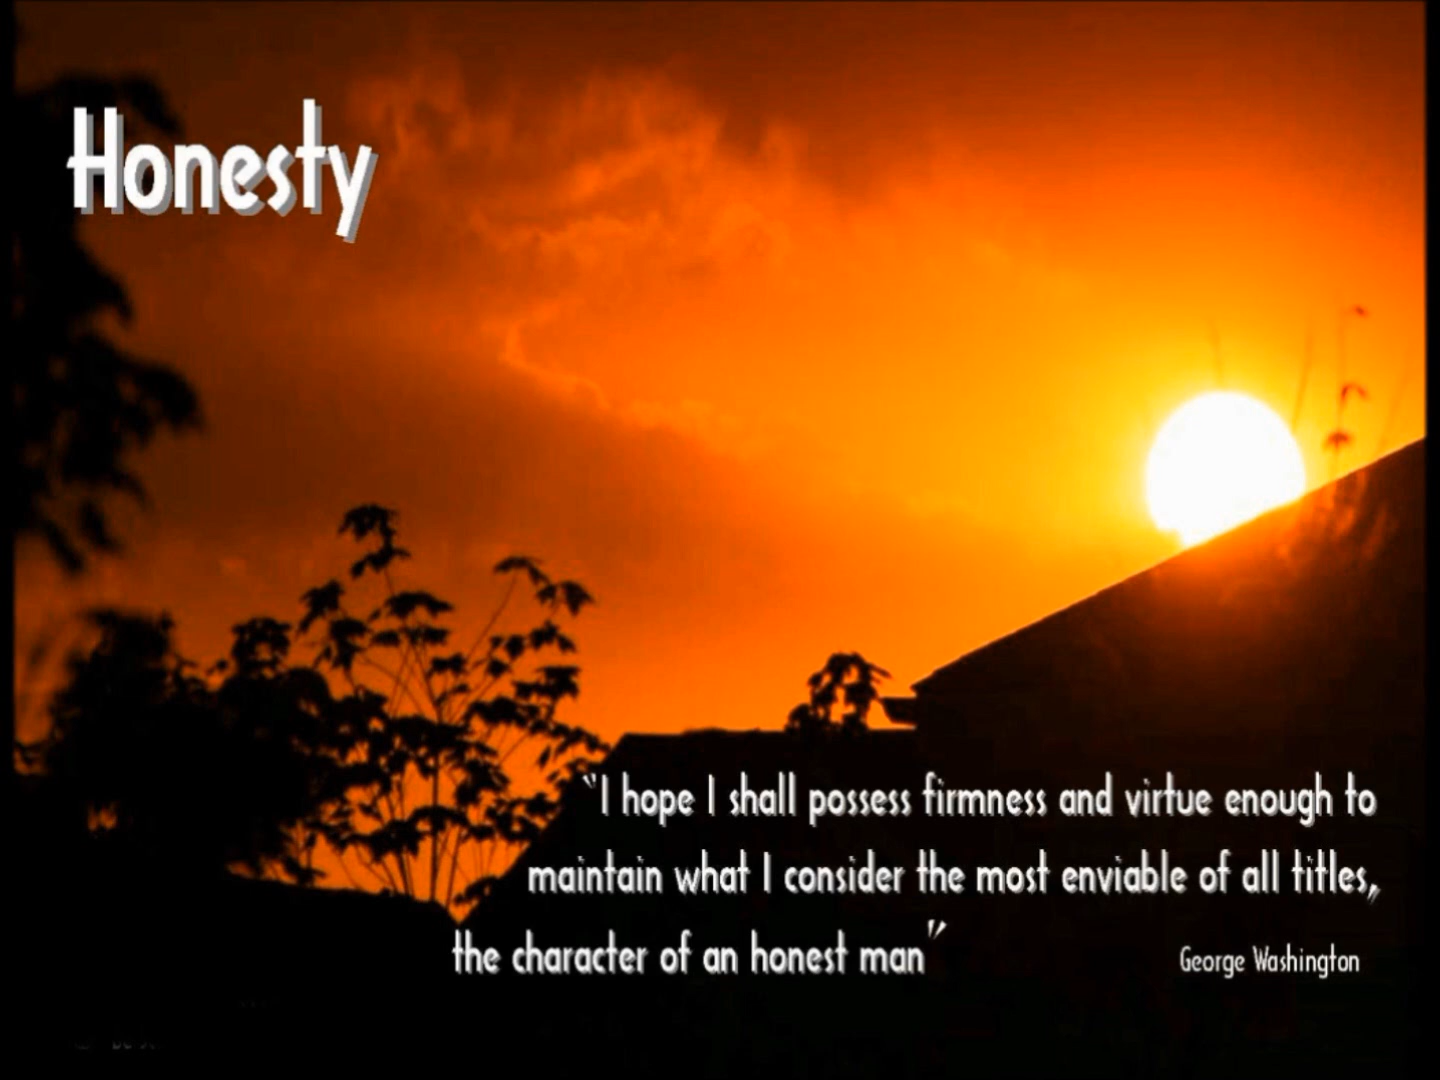 Honesty
“I hope I shall possess firmness and virtue enough to
maintain what I consider the most enviable of all titles,
the character of an honest man”
George Washington